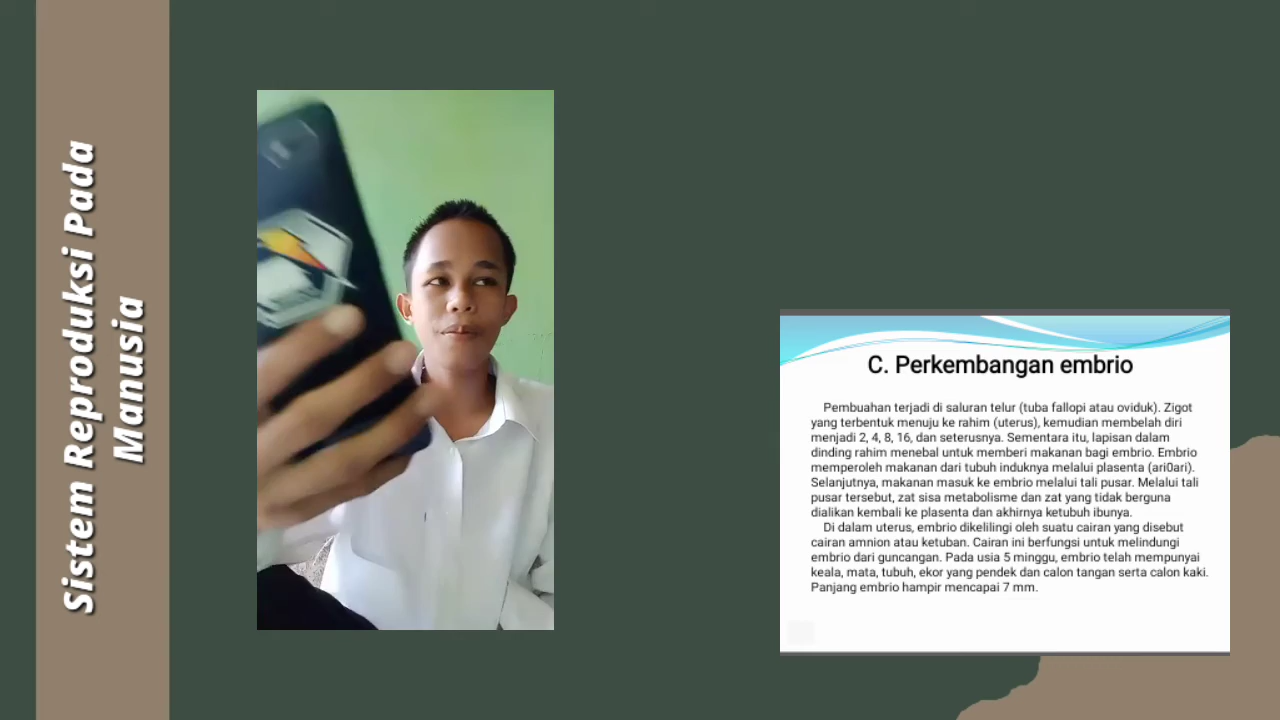 Sistem Reproduksi Pada
Manusia
C. Perkembangan embrio
Pembuahan terjadi di saluran telur (tuba fallopi atau oviduk). Zigot
yang terbentuk menuju ke rahim (uterus), kemudian membelah diri
menjadi 2, 4, 8, 16, dan seterusnya. Sementara itu, lapisan dalam
dinding rahim menebal untuk memberi makanan bagi embrio. Embrio
memperoleh makanan dari tubuh induknya melalui plasenta (ari0ari).
Selanjutnya, makanan masuk ke embrio melalui tali pusar. Melalui tali
pusar tersebut, zat sisa metabolisme dan zat yang tidak berguna
dialikan kembali ke plasenta dan akhirnya ketubuh ibunya.
Di dalam uterus, embrio dikelilingi oleh suatu cairan yang disebut
cairan amnion atau ketuban. Cairan ini berfungsi untuk melindungi
embrio dari guncangan. Pada usia 5 minggu, embrio telah mempunyai
keala, mata, tubuh, ekor yang pendek dan calon tangan serta calon kaki.
Panjang embrio hampir mencapai 7 mm.